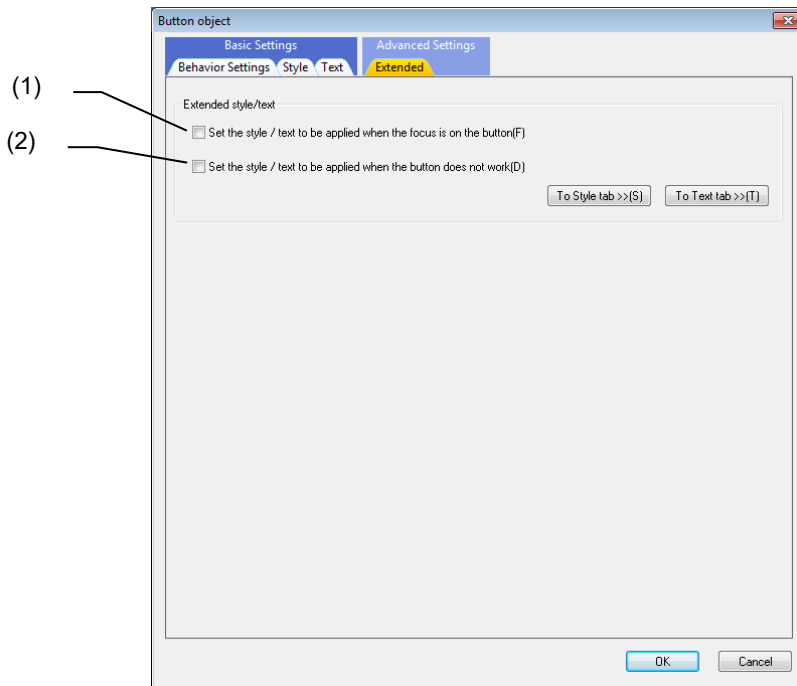 Button object
Basic Settings
Advanced Settings
Behavior Settings Style Text
Extended
(1)
Extended style/text
Set the style / text to be applied when the focus is on the button(F)
(2)
Set the style / text to be applied when the button does not work(D)
To Style tab >>(S)
To Text tab >>(T)
OK
Cancel